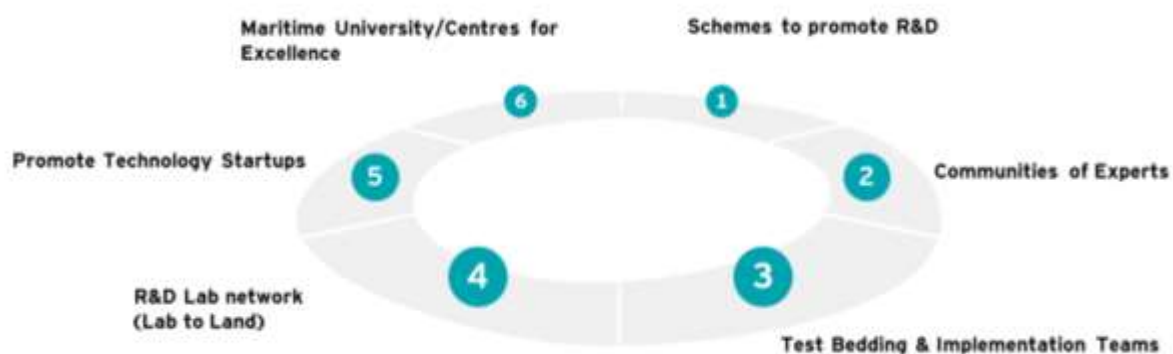 Maritime University/Centres for
Excellence
Schemes to promote R&D
6
1
Promote Technology Startups
5
2
Communities of Experts
4
3
R&D Lab network
(Lab to Land)
Test Bedding & Implementation Teams